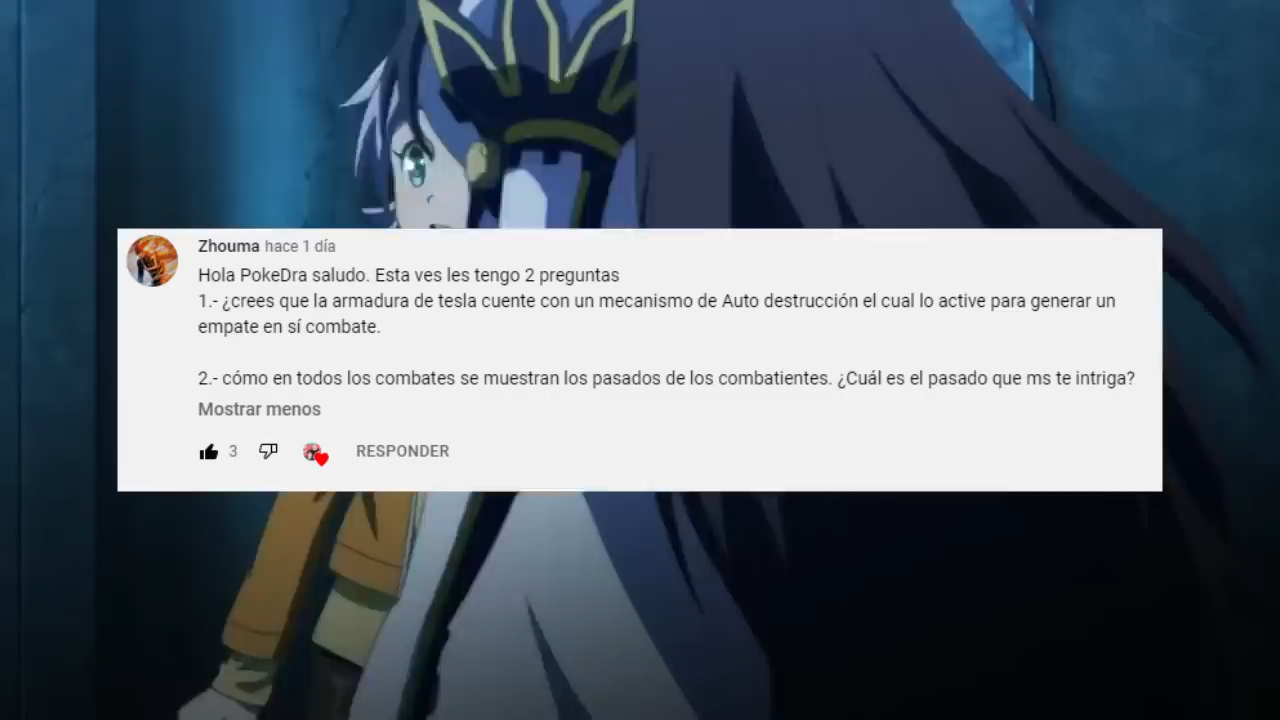 Zhouma hace 1 día
Hola PokeDra saludo. Esta ves les tengo 2 preguntas
1.- ¿crees que la armadura de tesla cuente con un mecanismo de Auto destrucción el cual lo active para generar un
empate en sí combate.
2.- cómo en todos los combates se muestran los pasados de los combatientes. ¿Cuál es el pasado que ms te intriga?
Mostrar menos
3 RESPONDER